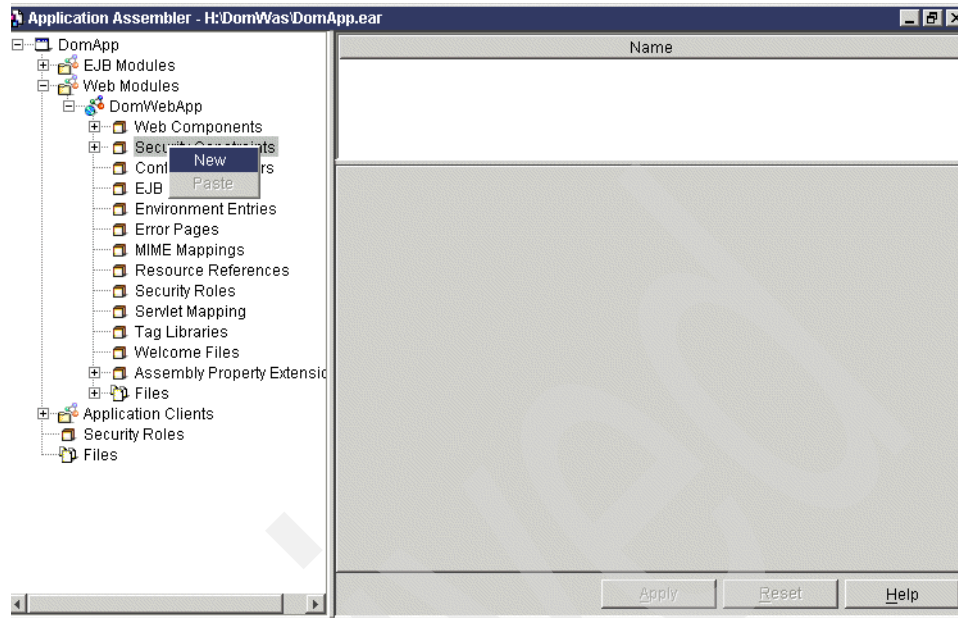 Application Assembler - H:\DomWas\DomApp.ear
DomApp
EJB Modules
Web Modules
DomWebApp
Web Components
Security Constraints
New
Paste
EJB
Environment Entries
Error Pages
MIME Mappings
Resource References
Security Roles
Servlet Mapping
Tag Libraries
Welcome Files
Assembly Property Extensio
Files
Application Clients
Security Roles
Files
Name
Apply
Reset
Help